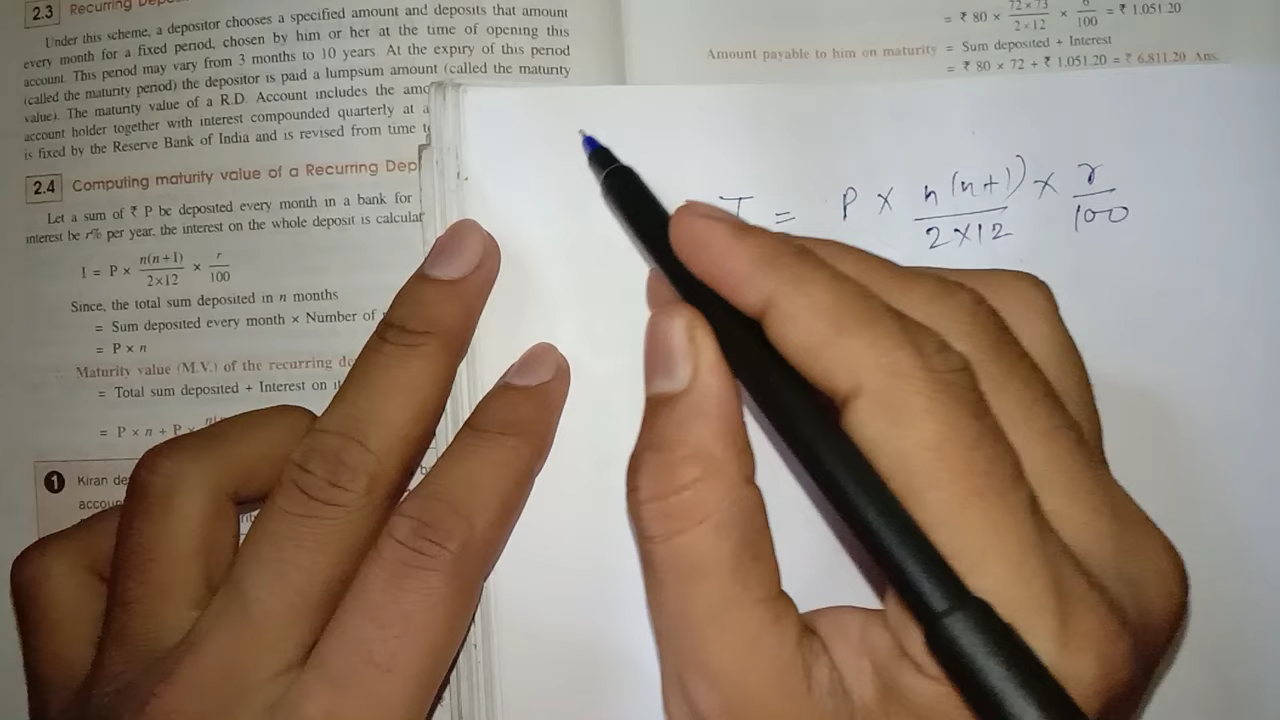 2.3 Recurring
Under this scheme, a depositor chooses a specified amount and deposits that amount
every month for a fixed period, chosen by him or her at the time of opening this
account. This period may vary from 3 months to 10 years. At the expiry of this period
(called the maturity period) the depositor is paid a lumpsum amount (called the maturity
value). The maturity value of a R.D. Account includes the
account holder together with interest compounded quarterly at a
is fixed by the Reserve Bank of India and is revised from time
2.4 Computing maturity value of a Recurring
Let a sum of ₹ P be deposited every month in a bank for
interest be r% per year, the interest on the whole deposit is
I = P × n(n+1)/2×12 × r/100
Since, the total sum deposited in n months
= Sum deposited every month × Number of
= P × n
∴ Maturity value (M.V.) of the recurring
= Total sum deposited + Interest on
= P × n + P ×
1 Kiran
= ₹ 80 × 72×73/2×12 × 6/100 = ₹ 1,051.20
Amount payable to him on maturity = Sum deposited + Interest
= ₹ 80 × 72 + ₹ 1,051.20 = ₹ 6,811.20 Ans.
I = P × n(n+1)/2×12 × r/100